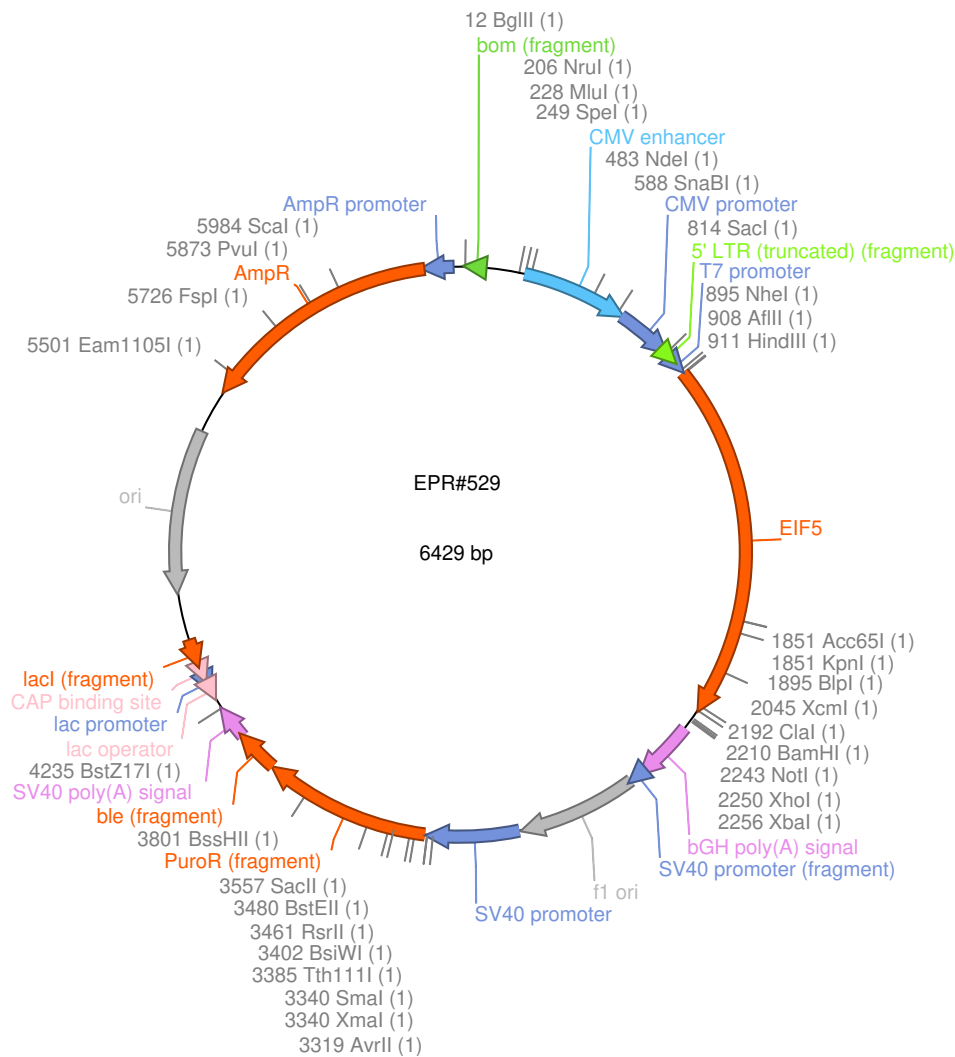 12 BglII (1)
bom (fragment)
206 NruI (1)
228 MluI (1)
249 SpeI (1)
CMV enhancer
483 NdeI (1)
588 SnaBI (1)
CMV promoter
814 SacI (1)
5' LTR (truncated) (fragment)
T7 promoter
895 NheI (1)
908 AflII (1)
911 HindIII (1)
EIF5
1851 Acc65I (1)
1851 KpnI (1)
1895 BlpI (1)
2045 XcmI (1)
2192 ClaI (1)
2210 BamHI (1)
2243 NotI (1)
2250 XhoI (1)
2256 XbaI (1)
bGH poly(A) signal
SV40 promoter (fragment)
f1 ori
SV40 promoter
3319 AvrII (1)
3340 XmaI (1)
3340 SmaI (1)
3385 Tth111I (1)
3402 BsiWI (1)
3461 RsrII (1)
3480 BstEII (1)
3557 SacII (1)
PuroR (fragment)
3801 BssHII (1)
ble (fragment)
SV40 poly(A) signal
4235 BstZ17I (1)
lac operator
lac promoter
CAP binding site
lacI (fragment)
ori
5501 Eam1105I (1)
5726 FspI (1)
AmpR
5873 PvuI (1)
5984 ScaI (1)
AmpR promoter
EPR#529
6429 bp